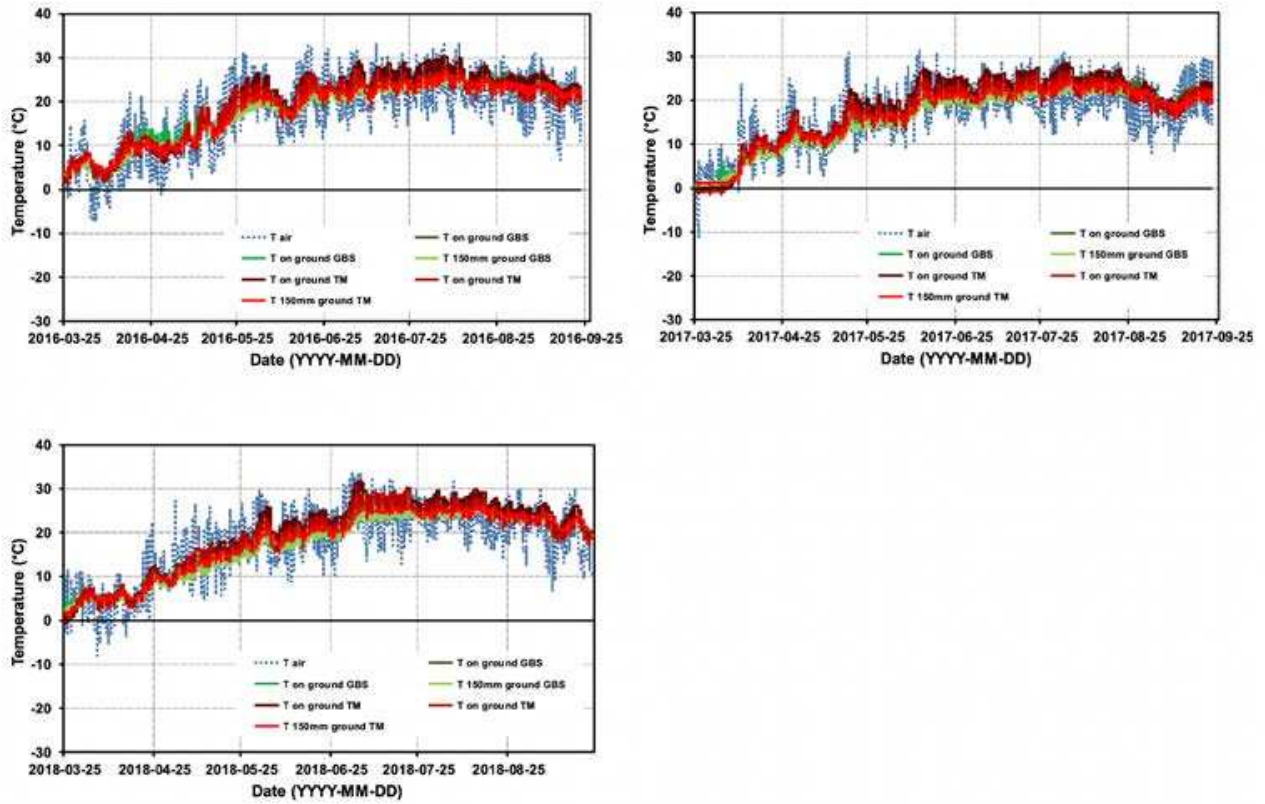 40
30
20
10
0
-10
-20
-30
Temperature (°C)
T air
T on ground GBS
T on ground GBS
T 150mm ground GBS
T on ground TM
T on ground TM
T 150mm ground TM
2016-03-25 2016-04-25 2016-05-25 2016-06-25 2016-07-25 2016-08-25 2016-09-25
Date (YYYY-MM-DD)
40
30
20
10
0
-10
-20
-30
Temperature (°C)
T air
T on ground GBS
T on ground GBS
T 150mm ground GBS
T on ground TM
T on ground TM
T 150mm ground TM
2017-03-25 2017-04-25 2017-05-25 2017-06-25 2017-07-25 2017-08-25 2017-09-25
Date (YYYY-MM-DD)
40
30
20
10
0
-10
-20
-30
Temperature (°C)
T air
T on ground GBS
T on ground GBS
T 150mm ground GBS
T on ground TM
T on ground TM
T 150mm ground TM
2018-03-25 2018-04-25 2018-05-25 2018-06-25 2018-07-25 2018-08-25
Date (YYYY-MM-DD)